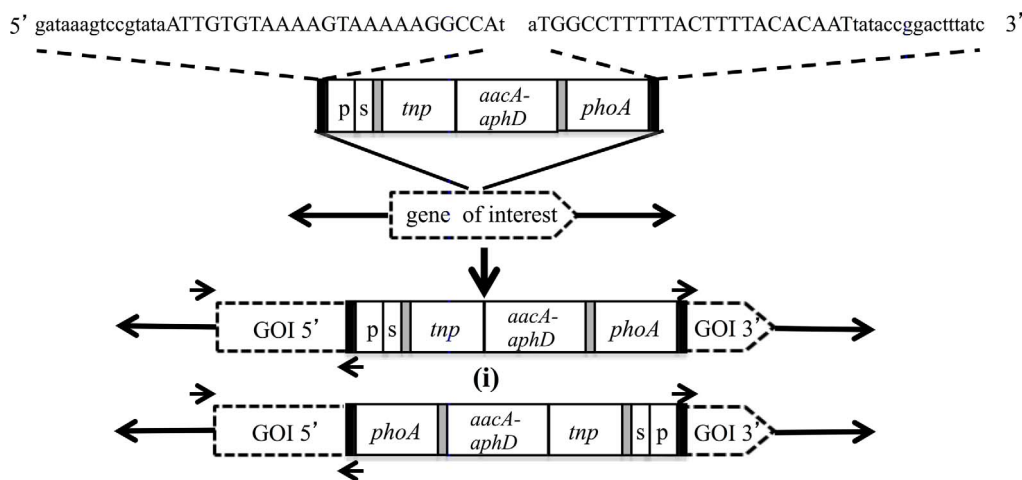 5’ gataaagtccgtataATTGTGTAAAAGTAAAAAGGCCAt aTGGCCTTTTTACTTTTACACAATtataccggactttatc 3’
p s tnp aacA-aphD phoA
gene of interest
GOI 5’ p s tnp aacA-aphD phoA GOI 3’
(i)
GOI 5’ phoA aacA-aphD tnp s p GOI 3’